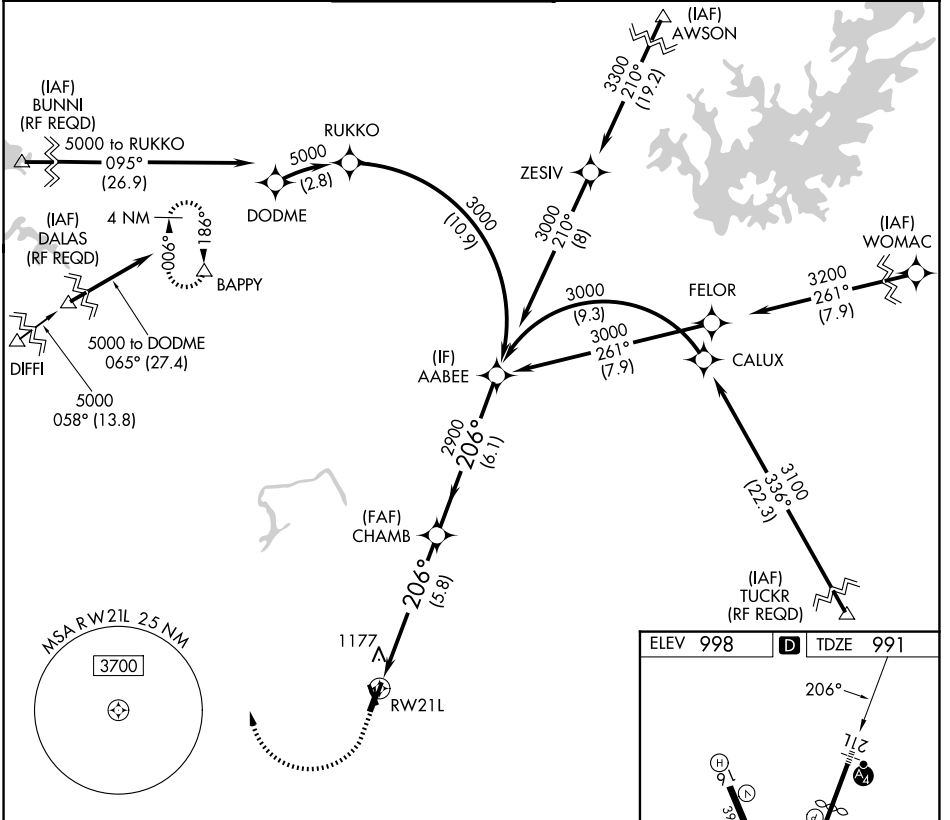 (IAF)
AWSON
3300
210°
(19.2)
(IAF)
BUNNI
(RF REQD)
5000 to RUKKO
095°
(26.9)
RUKKO
5000
(2.8)
DODME
3000
(10.9)
ZESIV
3000
210°
(8)
(IAF)
WOMAC
3200
261°
(7.9)
(IAF)
DALAS
(RF REQD)
4 NM
006°
186°
BAPPY
DIFFI
5000 to DODME
065° (27.4)
5000
058° (13.8)
3000
(9.3)
FELOR
3000
261°
(7.9)
CALUX
(IF)
AABEE
2900
206°
(6.1)
3100
336°
(22.3)
(FAF)
CHAMB
206°
(5.8)
(IAF)
TUCKR
(RF REQD)
1177
RW21L
MSA RW21L 25 NM
3700
ELEV 998
D
TDZE 991
206°
21L
A4
H
16
V
39
P